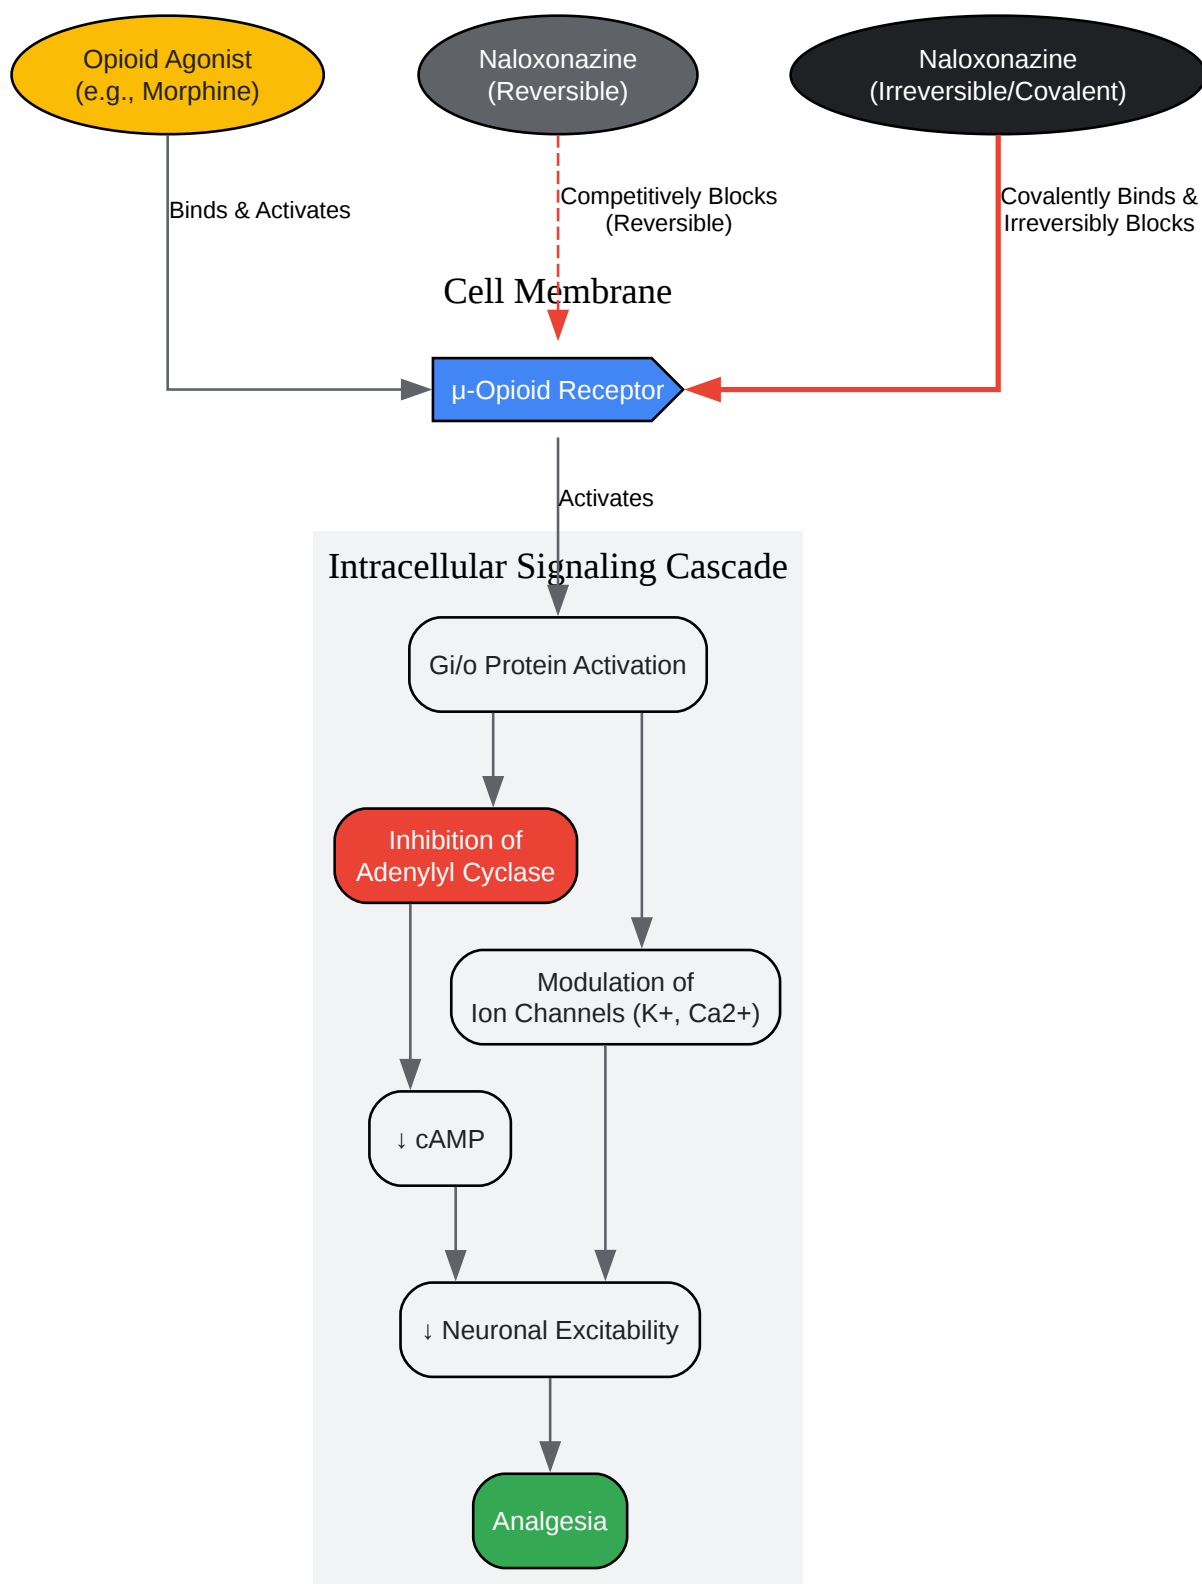 Opioid Agonist
(e.g., Morphine)
Naloxonazine
(Reversible)
Naloxonazine
(Irreversible/Covalent)
Binds & Activates
Competitively Blocks
(Reversible)
Covalently Binds &
Irreversibly Blocks
Cell Membrane
μ-Opioid Receptor
Activates
Intracellular Signaling Cascade
Gi/o Protein Activation
Inhibition of
Adenylyl Cyclase
Modulation of
Ion Channels (K+, Ca2+)
↓ cAMP
↓ Neuronal Excitability
Analgesia